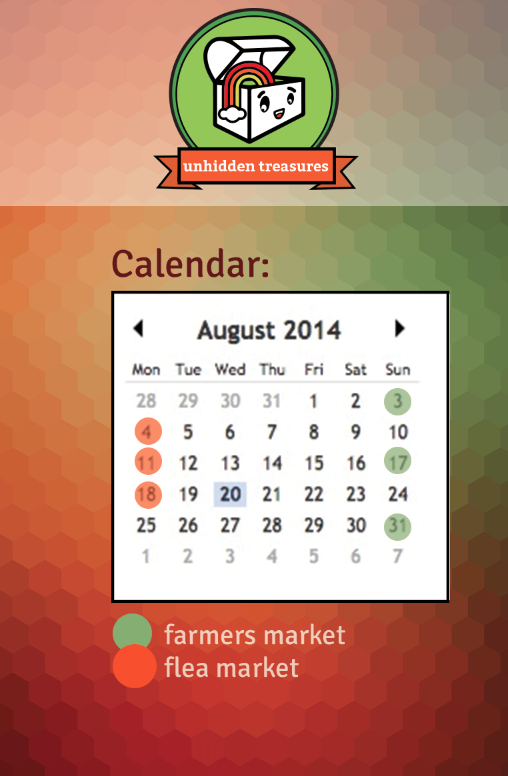 unhidden treasures
Calendar:
August 2014
Mon Tue Wed Thu Fri Sat Sun
28 29 30 31 1 2 3
4 5 6 7 8 9 10
11 12 13 14 15 16 17
18 19 20 21 22 23 24
25 26 27 28 29 30 31
1 2 3 4 5 6 7
farmers market
flea market